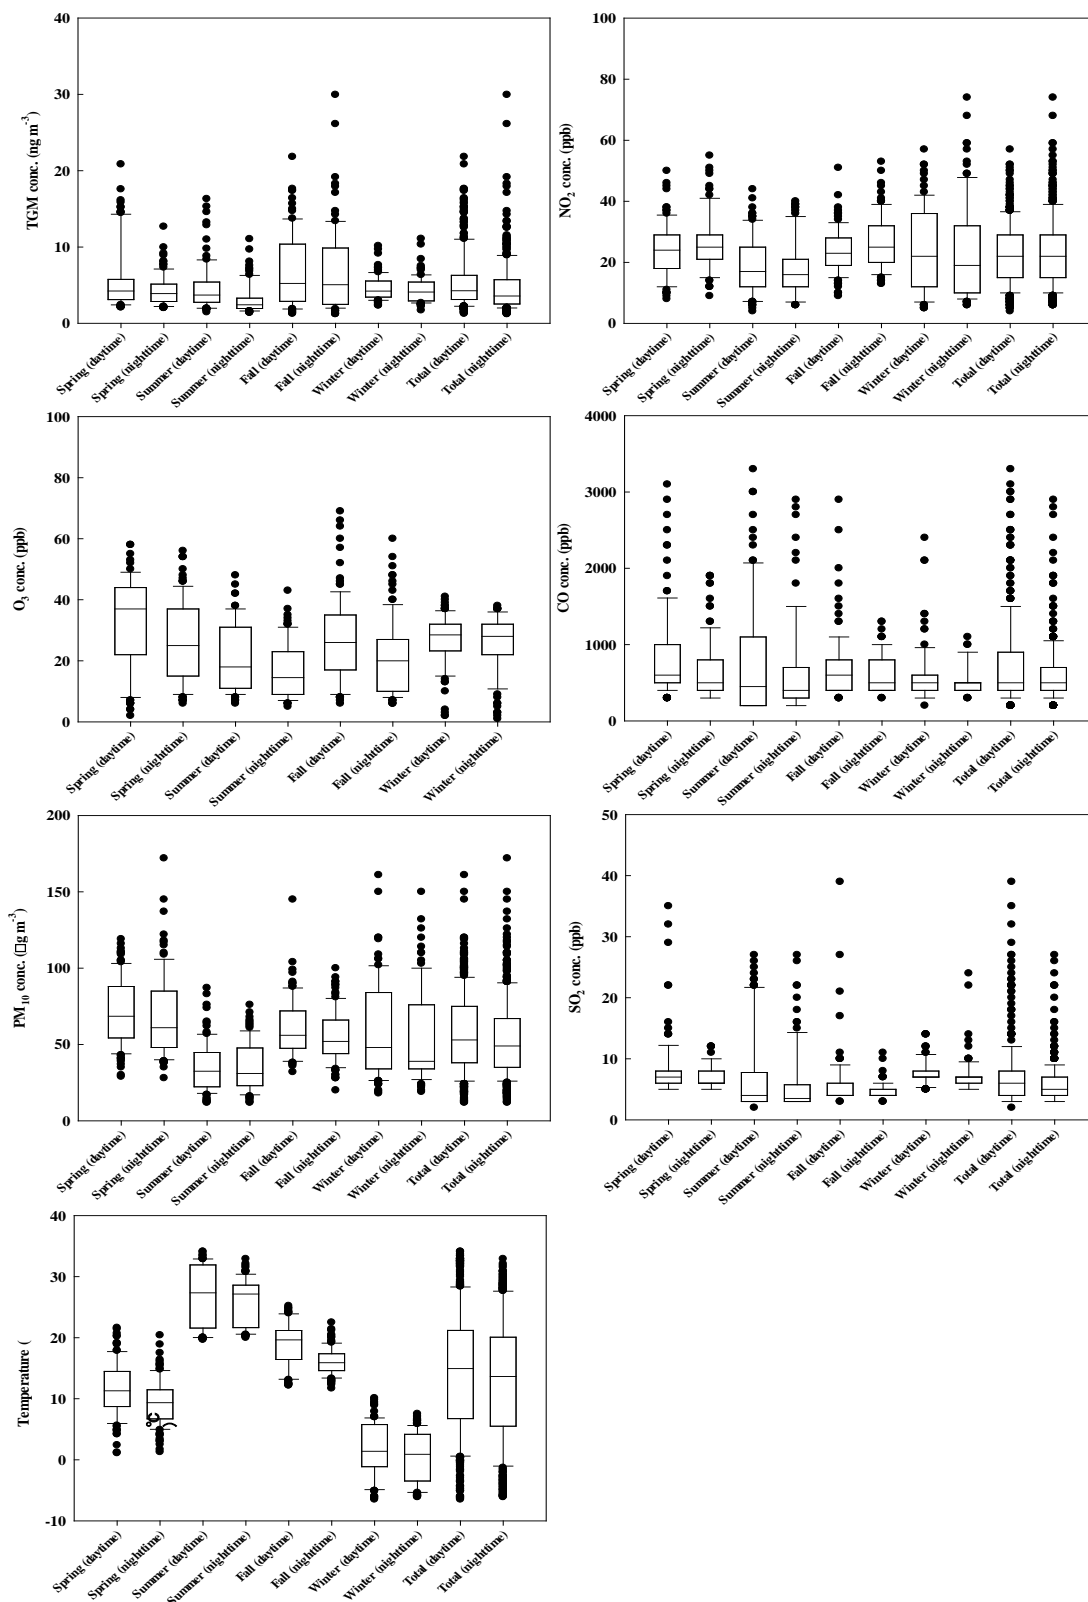 40
30
20
10
0
TGM conc. (ng m-3)
Spring (daytime)
Spring (nighttime)
Summer (daytime)
Summer (nighttime)
Fall (daytime)
Fall (nighttime)
Winter (daytime)
Winter (nighttime)
Total (daytime)
Total (nighttime)
100
80
60
40
20
0
NO2 conc. (ppb)
Spring (daytime)
Spring (nighttime)
Summer (daytime)
Summer (nighttime)
Fall (daytime)
Fall (nighttime)
Winter (daytime)
Winter (nighttime)
Total (daytime)
Total (nighttime)
100
80
60
40
20
0
O3 conc. (ppb)
Spring (daytime)
Spring (nighttime)
Summer (daytime)
Summer (nighttime)
Fall (daytime)
Fall (nighttime)
Winter (daytime)
Winter (nighttime)
4000
3000
2000
1000
0
CO conc. (ppb)
Spring (daytime)
Spring (nighttime)
Summer (daytime)
Summer (nighttime)
Fall (daytime)
Fall (nighttime)
Winter (daytime)
Winter (nighttime)
Total (daytime)
Total (nighttime)
200
150
100
50
0
PM10 conc. (□g m-3)
Spring (daytime)
Spring (nighttime)
Summer (daytime)
Summer (nighttime)
Fall (daytime)
Fall (nighttime)
Winter (daytime)
Winter (nighttime)
Total (daytime)
Total (nighttime)
50
40
30
20
10
0
SO2 conc. (ppb)
Spring (daytime)
Spring (nighttime)
Summer (daytime)
Summer (nighttime)
Fall (daytime)
Fall (nighttime)
Winter (daytime)
Winter (nighttime)
Total (daytime)
Total (nighttime)
40
30
20
10
0
-10
Temperature (
℃)
Spring (daytime)
Spring (nighttime)
Summer (daytime)
Summer (nighttime)
Fall (daytime)
Fall (nighttime)
Winter (daytime)
Winter (nighttime)
Total (daytime)
Total (nighttime)